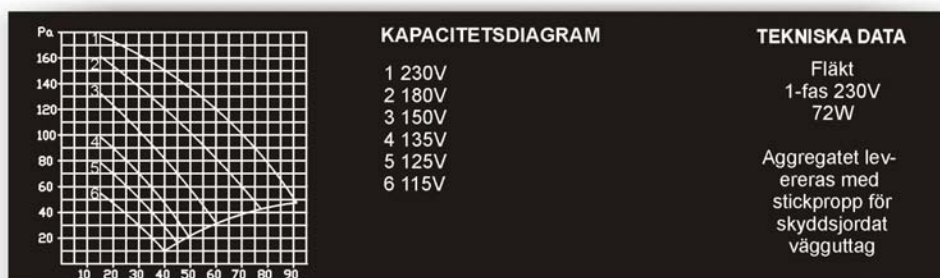 KAPACITETSDIAGRAM
TEKNISKA DATA
Pa
160
140
120
100
80
60
40
20
10 20 30 40 50 60 70 80 90
1
2
3
4
5
6
1 230V
2 180V
3 150V
4 135V
5 125V
6 115V
Fläkt
1-fas 230V
72W
Aggregatet lev-
ereras med
stickpropp för
skyddsjordat
vägguttag